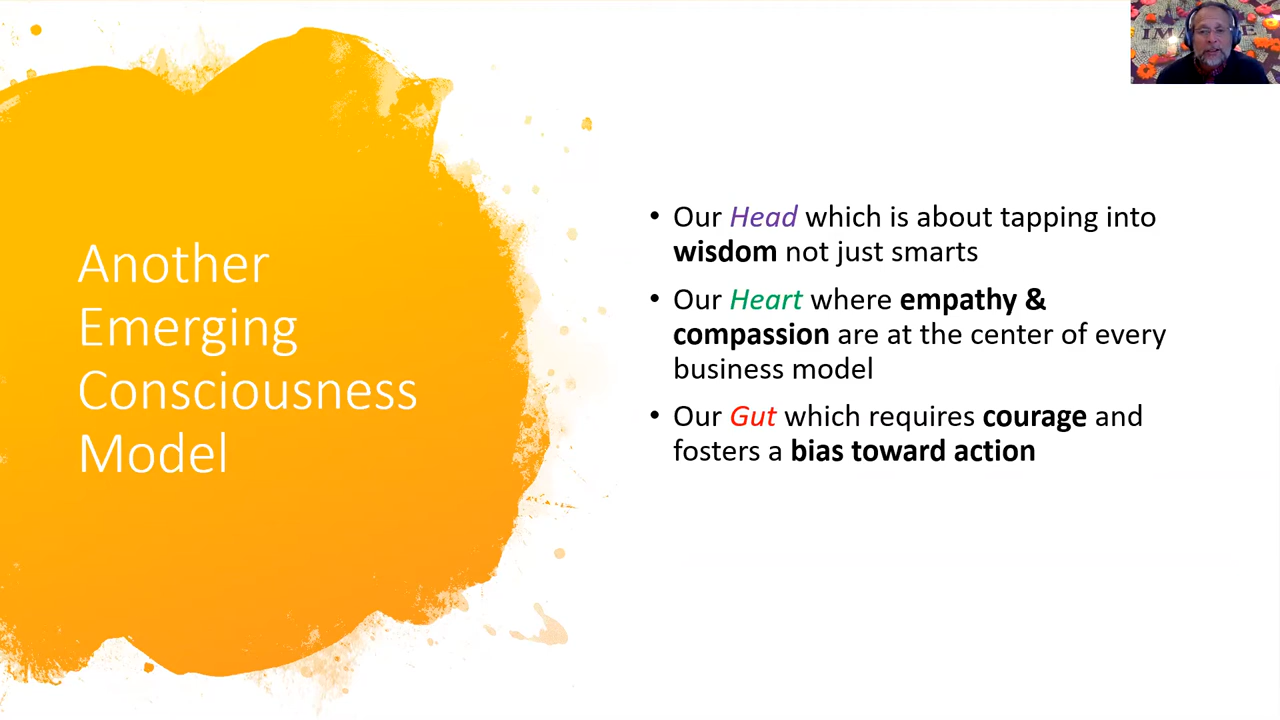 Another
Emerging
Consciousness
Model
• Our Head which is about tapping into
wisdom not just smarts
• Our Heart where empathy &
compassion are at the center of every
business model
• Our Gut which requires courage and
fosters a bias toward action